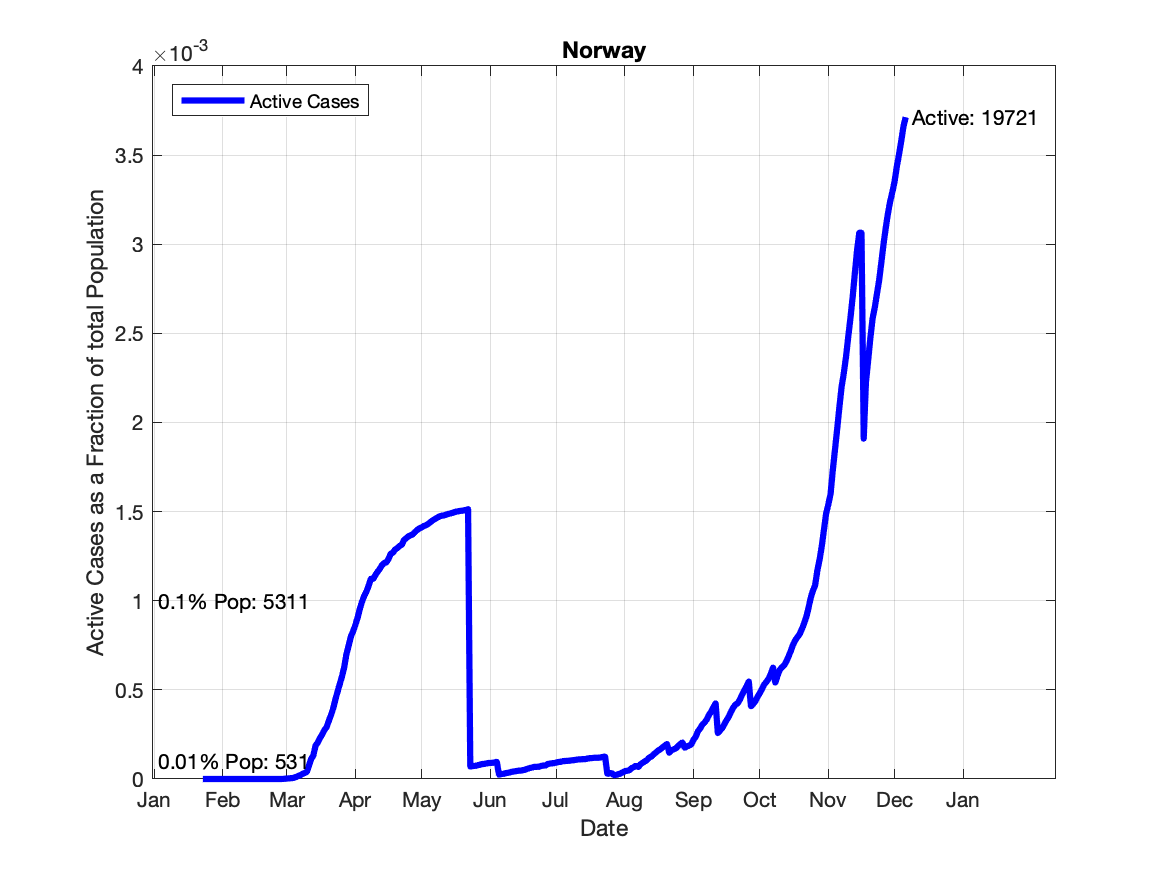 Norway
×10-3
4
3.5
3
2.5
2
1.5
1
0.5
0
Active Cases as a Fraction of total Population
Active Cases
Active: 19721
0.1% Pop: 5311
0.01% Pop: 531
Jan Feb Mar Apr May Jun Jul Aug Sep Oct Nov Dec Jan
Date